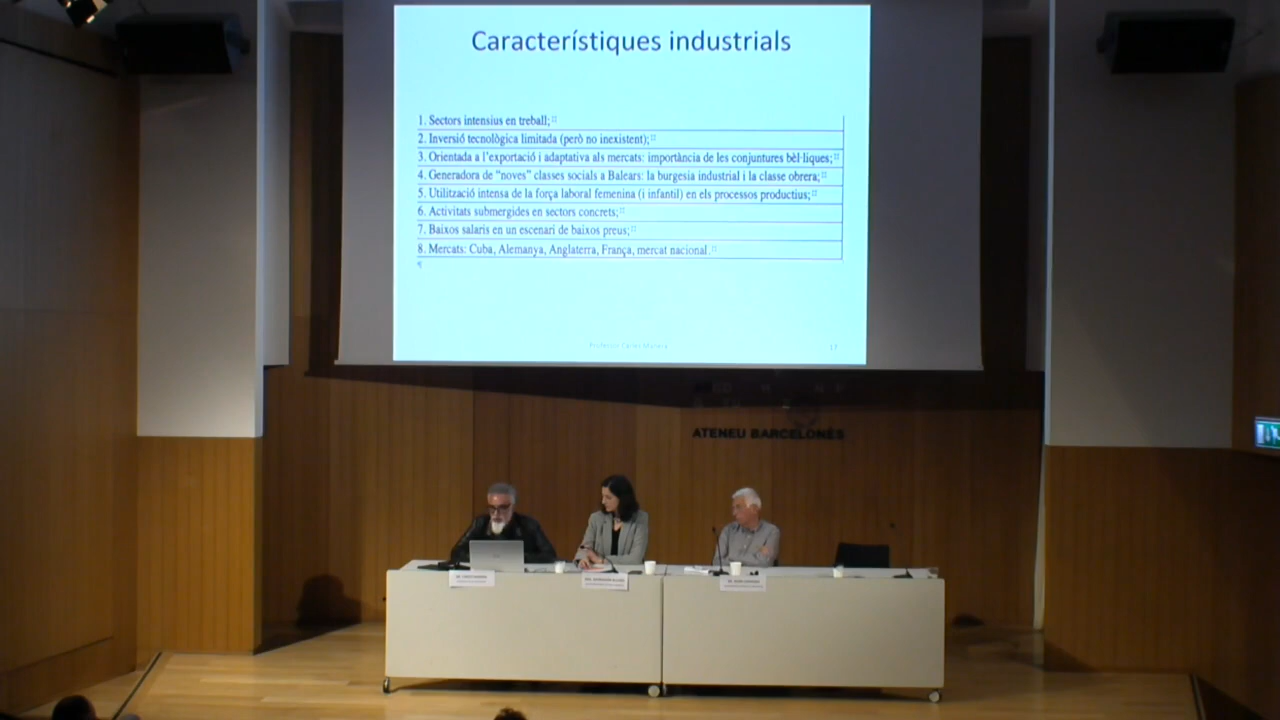 Característiques industrials
1. Sectors intensius en treball;
2. Inversió tecnològica limitada (però no inexistent);
3. Orientada a l'exportació i adaptativa als mercats: importància de les conjuntures bèl·liques;
4. Generadora de "noves" classes socials a Balears: la burgesia industrial i la classe obrera;
5. Utilització intensa de la força laboral femenina (i infantil) en els processos productius;
6. Activitats submergides en sectors concrets;
7. Baixos salaris en un escenari de baixos preus;
8. Mercats: Cuba, Alemanya, Anglaterra, França, mercat nacional.
Professor Carles Manera
17
ATENEU BARCELONÈS